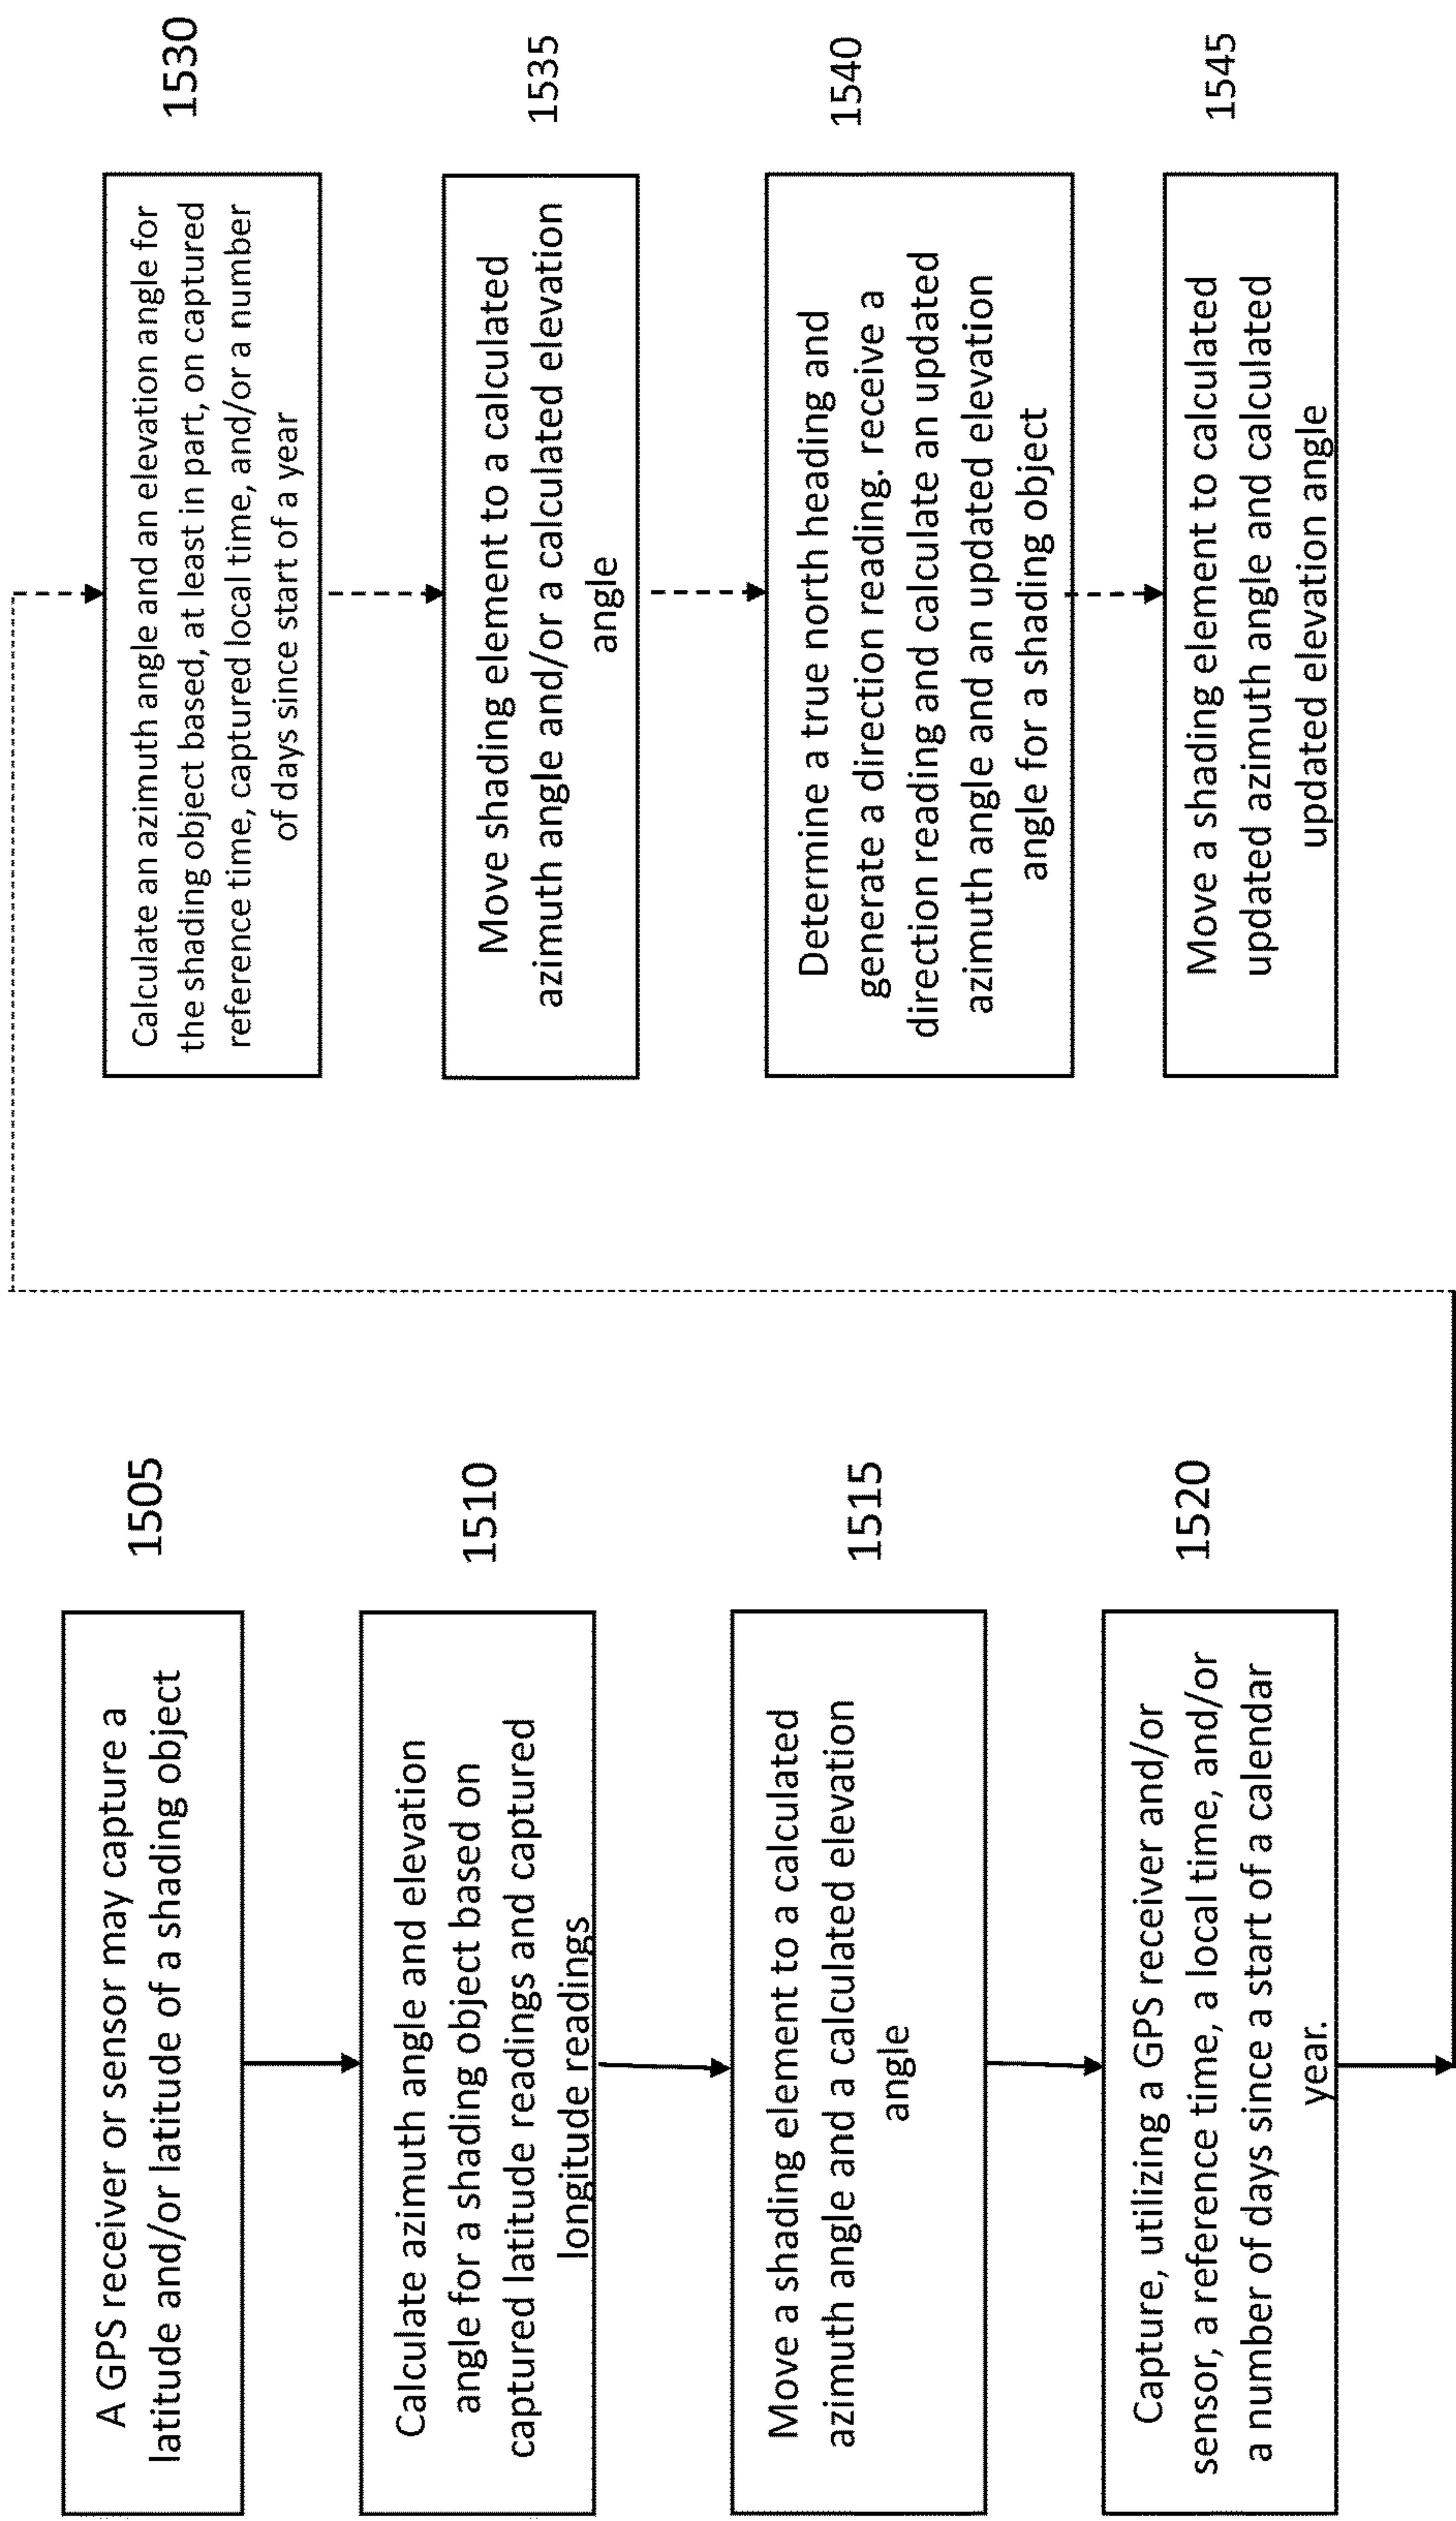 A GPS receiver or sensor may capture a
latitude and/or latitude of a shading object
1505
Calculate azimuth angle and elevation
angle for a shading object based on
captured latitude readings and captured
longitude readings
1510
Move a shading element to a calculated
azimuth angle and a calculated elevation
angle
1515
Capture, utilizing a GPS receiver and/or
sensor, a reference time, a local time, and/or
a number of days since a start of a calendar
year.
1520
Calculate an azimuth angle and an elevation angle for
the shading object based, at least in part, on captured
reference time, captured local time, and/or a number
of days since start of a year
1530
Move shading element to a calculated
azimuth angle and/or a calculated elevation
angle
1535
Determine a true north heading and
generate a direction reading. receive a
direction reading and calculate an updated
azimuth angle and an updated elevation
angle for a shading object
1540
Move a shading element to calculated
updated azimuth angle and calculated
updated elevation angle
1545